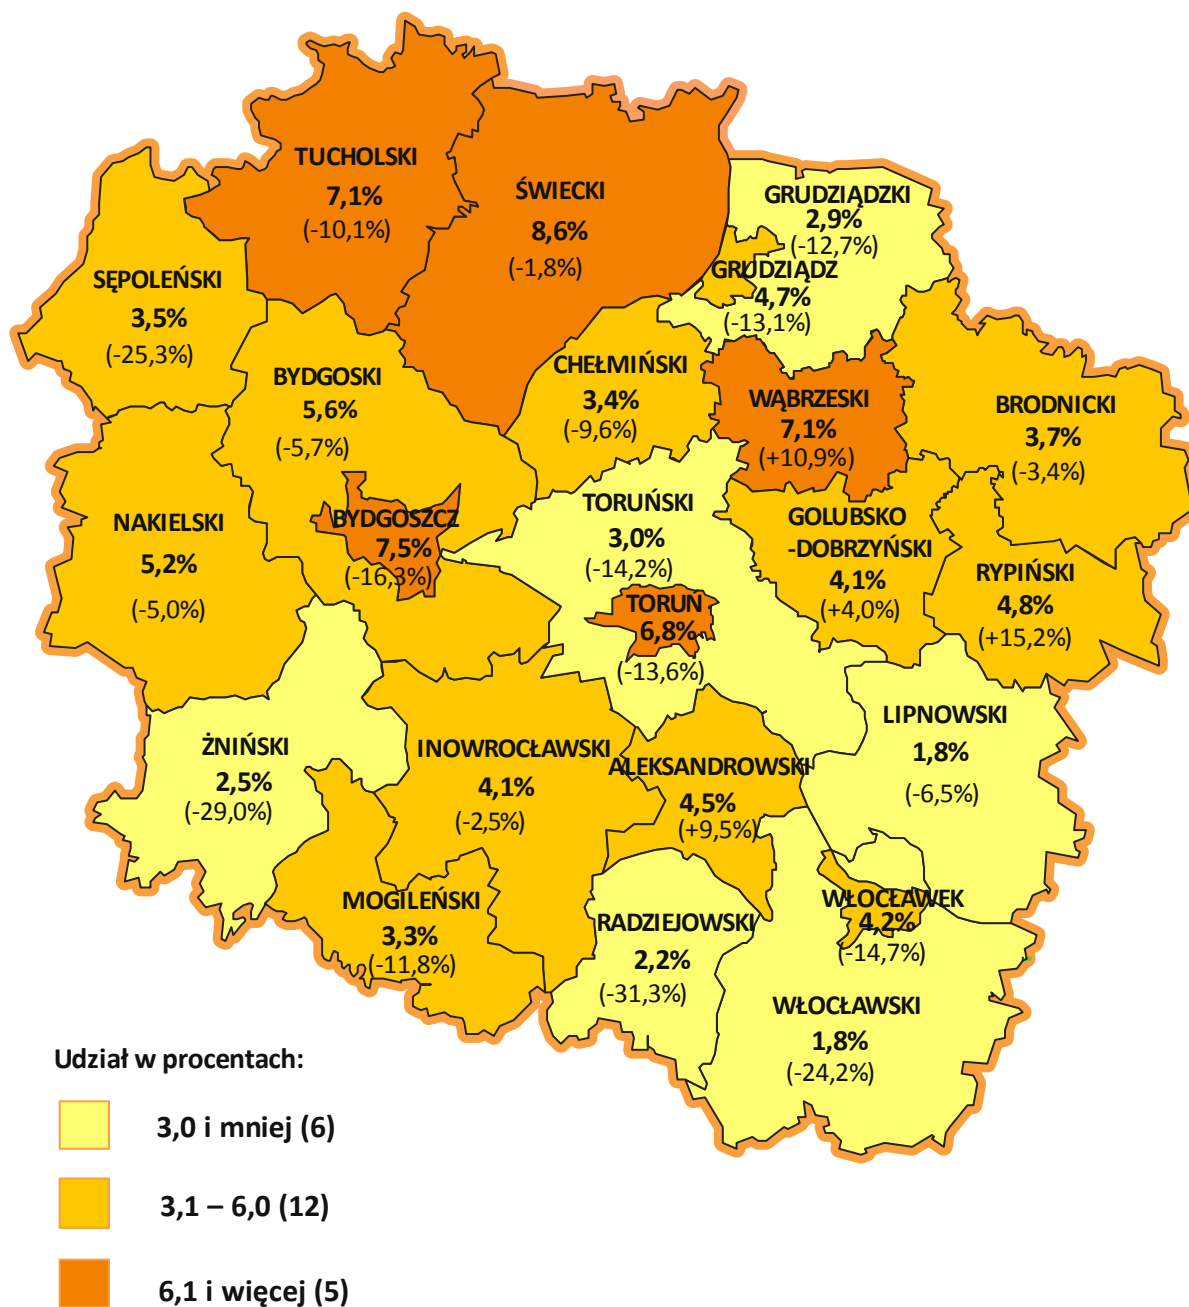 TUCHOLSKI
7,1%
(-10,1%)
ŚWIECKI
8,6%
(-1,8%)
GRUDZIĄDZKI
2,9%
(-12,7%)
GRUDZIĄDZ
4,7%
(-13,1%)
SĘPOLEŃSKI
3,5%
(-25,3%)
BYDGOSKI
5,6%
(-5,7%)
CHEŁMIŃSKI
3,4%
(-9,6%)
WĄBRZESKI
7,1%
(+10,9%)
BRODNICKI
3,7%
(-3,4%)
NAKIELSKI
5,2%
(-5,0%)
BYDGOSZCZ
7,5%
(-16,3%)
TORUŃSKI
3,0%
(-14,2%)
GOLUBSKO
-DOBRZYŃSKI
4,1%
(+4,0%)
RYPIŃSKI
4,8%
(+15,2%)
TORUŃ
6,8%
(-13,6%)
ŻNIŃSKI
2,5%
(-29,0%)
INOWROCŁAWSKI
4,1%
(-2,5%)
ALEKSANDROWSKI
4,5%
(+9,5%)
LIPNOWSKI
1,8%
(-6,5%)
MOGILEŃSKI
3,3%
(-11,8%)
RADZIEJOWSKI
2,2%
(-31,3%)
WŁOCŁAWEK
4,2%
(-14,7%)
WŁOCŁAWSKI
1,8%
(-24,2%)
Udział w procentach:
3,0 i mniej (6)
3,1 – 6,0 (12)
6,1 i więcej (5)